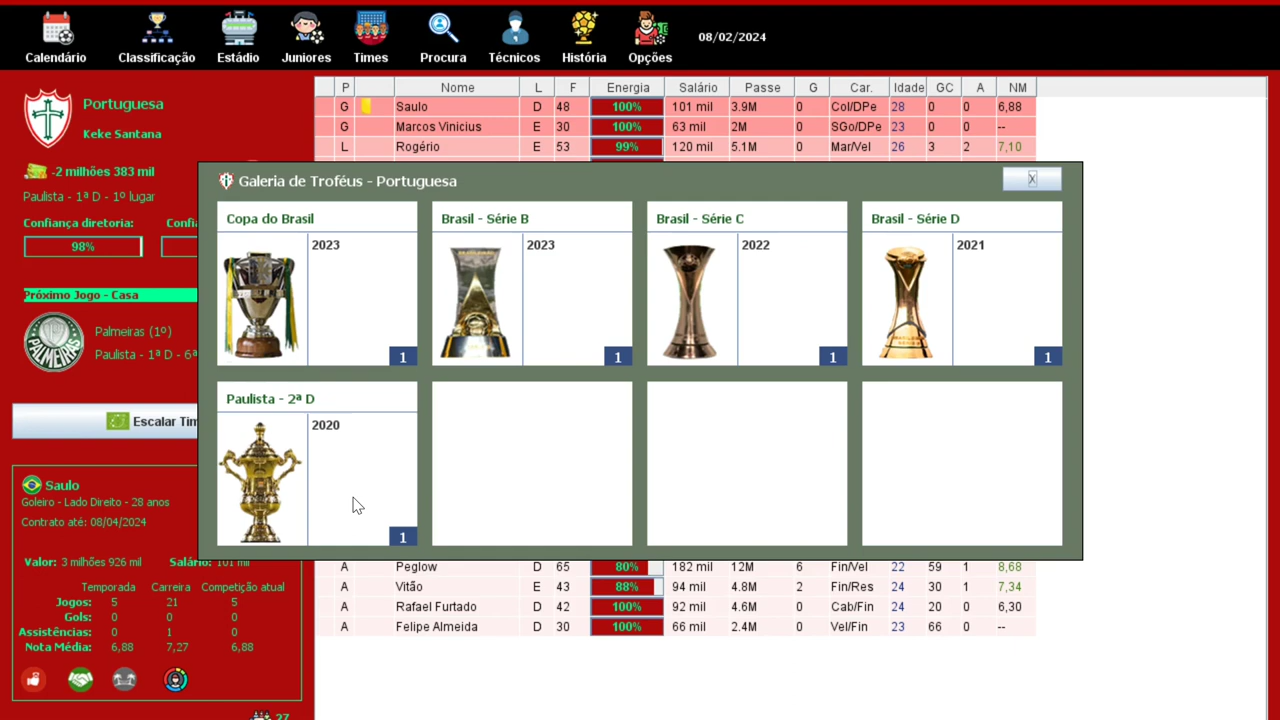 Calendário Classificação Estádio Juniores Times Procura Técnicos História Opções 08/02/2024
Portuguesa
Keke Santana
-2 milhões 383 mil
Paulista - 1ª D - 1º lugar
Confiança diretoria: Confi
98%
Próximo Jogo - Casa
PALMEIRAS
Palmeiras (1º)
Paulista - 1ª D - 6ª
Escalar Tim
Saulo
Goleiro - Lado Direito - 28 anos
Contrato até: 08/04/2024
Valor: 3 milhões 926 mil Salário: 101 mil
Temporada Carreira Competição atual
Jogos: 5 21 5
Gols: 0 0 0
Assistências: 0 1 0
Nota Média: 6,88 7,27 6,88
27
P Nome L F Energia Salário Passe G Car. Idade GC A NM
G Saulo D 48 100% 101 mil 3.9M 0 Col/DPe 28 0 0 6,88
G Marcos Vinicius E 30 100% 63 mil 2M 0 SGo/DPe 23 0 0 --
L Rogério E 53 99% 120 mil 5.1M 0 Mar/Vel 26 3 2 7,10
Galeria de Troféus - Portuguesa X
Copa do Brasil
2023
1
Brasil - Série B
2023
1
Brasil - Série C
2022
1
Brasil - Série D
2021
1
Paulista - 2ª D
2020
1
A Peglow D 65 80% 182 mil 12M 6 Fin/Vel 22 59 1 8,68
A Vitão E 43 88% 94 mil 4.8M 2 Fin/Res 24 30 1 7,34
A Rafael Furtado D 42 100% 92 mil 4.6M 0 Cab/Fin 24 20 0 6,30
A Felipe Almeida D 30 100% 66 mil 2.4M 0 Vel/Fin 23 66 0 --